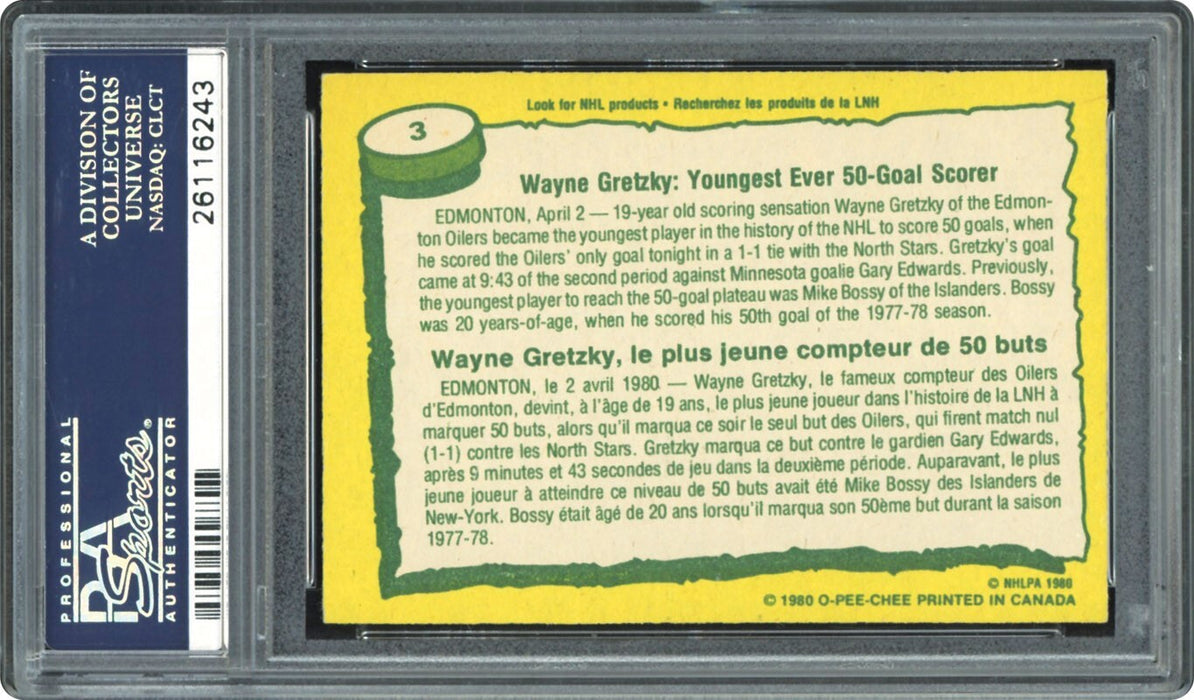 A DIVISION OF
COLLECTORS
UNIVERSE
NASDAQ: CLCT
26116243
PROFESSIONAL
PSA
Sports®
AUTHENTICATOR
Look for NHL products • Recherchez les produits de la LNH
3
Wayne Gretzky: Youngest Ever 50-Goal Scorer
EDMONTON, April 2 — 19-year old scoring sensation Wayne Gretzky of the Edmon-
ton Oilers became the youngest player in the history of the NHL to score 50 goals, when
he scored the Oilers' only goal tonight in a 1-1 tie with the North Stars. Gretzky's goal
came at 9:43 of the second period against Minnesota goalie Gary Edwards. Previously,
the youngest player to reach the 50-goal plateau was Mike Bossy of the Islanders. Bossy
was 20 years-of-age, when he scored his 50th goal of the 1977-78 season.
Wayne Gretzky, le plus jeune compteur de 50 buts
EDMONTON, le 2 avril 1980 — Wayne Gretzky, le fameux compteur des Oilers
d'Edmonton, devint, à l'âge de 19 ans, le plus jeune joueur dans l'histoire de la LNH à
marquer 50 buts, alors qu'il marqua ce soir le seul but des Oilers, qui firent match nul
(1-1) contre les North Stars. Gretzky marqua ce but contre le gardien Gary Edwards,
après 9 minutes et 43 secondes de jeu dans la deuxième période. Auparavant, le plus
jeune joueur à atteindre ce niveau de 50 buts avait été Mike Bossy des Islanders de
New-York. Bossy était âgé de 20 ans lorsqu'il marqua son 50ème but durant la saison
1977-78.
© NHLPA 1980
© 1980 O-PEE-CHEE PRINTED IN CANADA